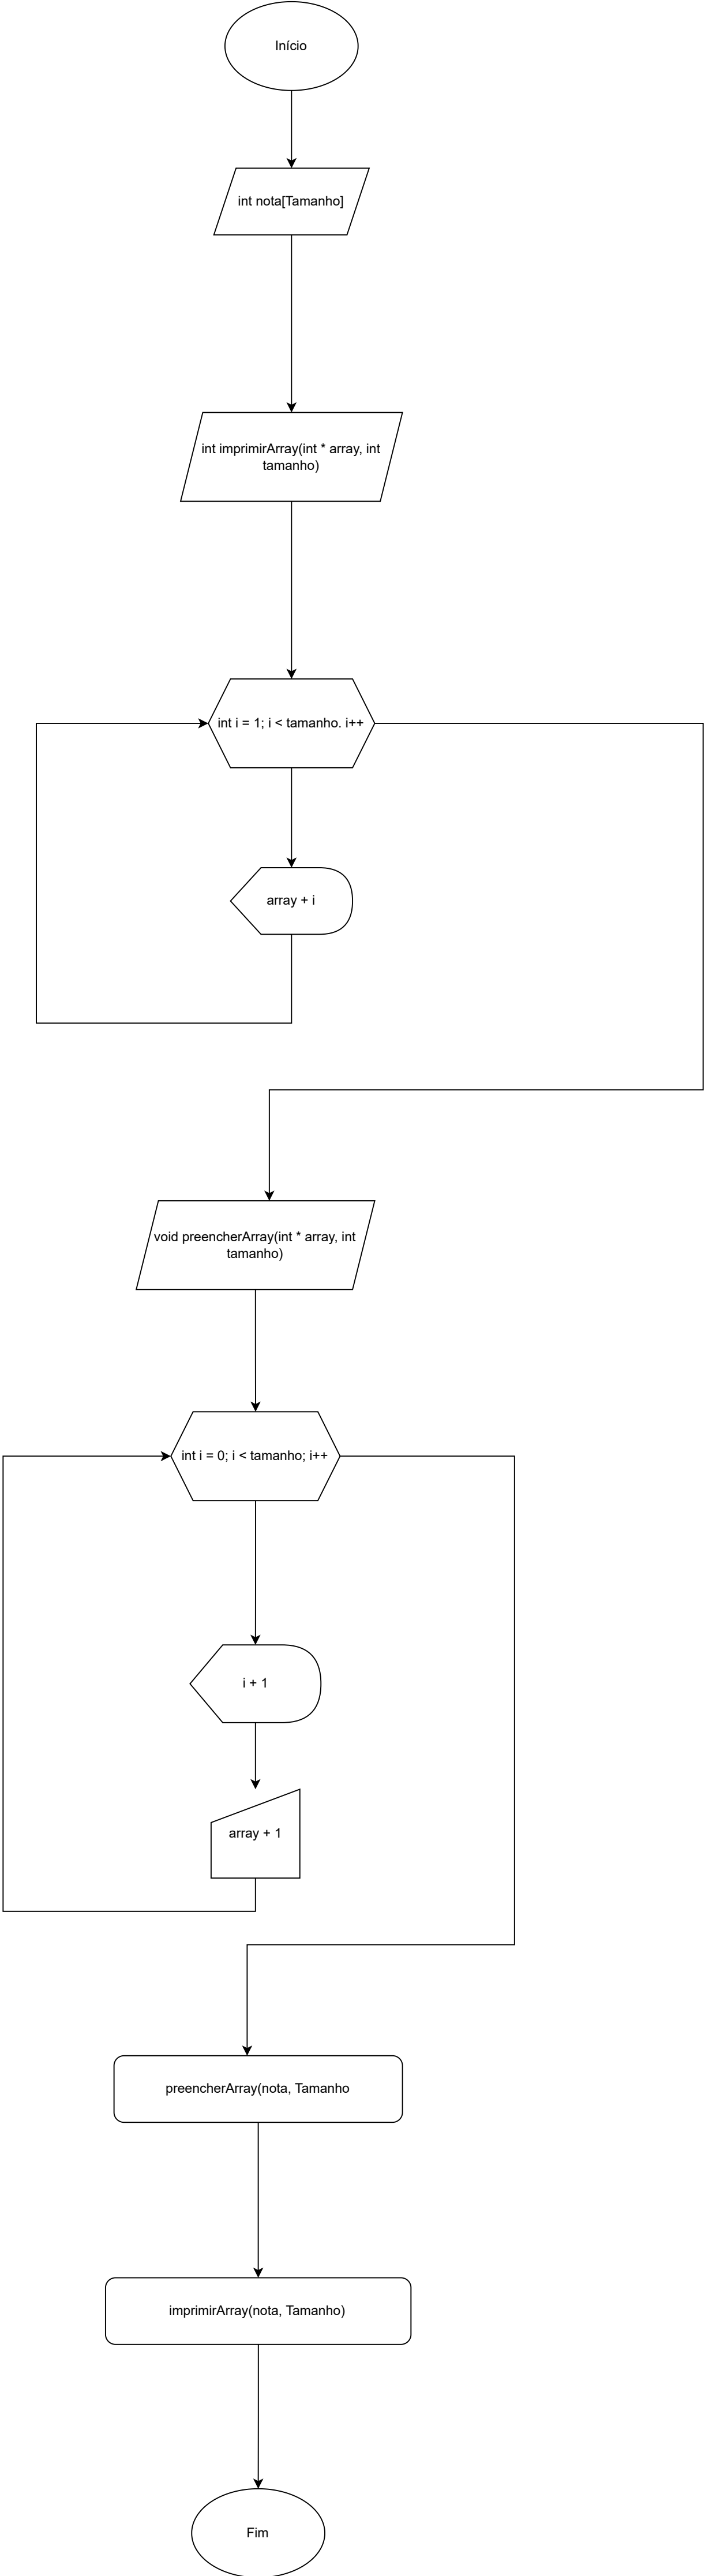 Início
int nota[Tamanho]
int imprimirArray(int * array, int
tamanho)
int i = 1; i < tamanho. i++
array + i
void preencherArray(int * array, int
tamanho)
int i = 0; i < tamanho; i++
i + 1
array + 1
preencherArray(nota, Tamanho
imprimirArray(nota, Tamanho)
Fim